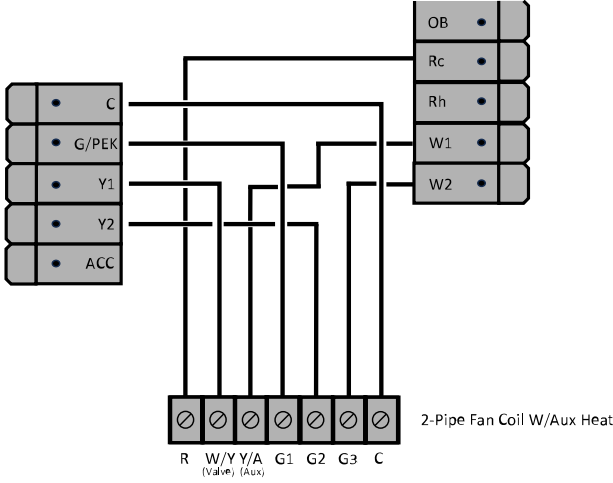 OB
Rc
Rh
W1
W2
C
G/PEK
Y1
Y2
ACC
2-Pipe Fan Coil W/Aux Heat
R W/Y Y/A G1 G2 G3 C
(Valve) (Aux)